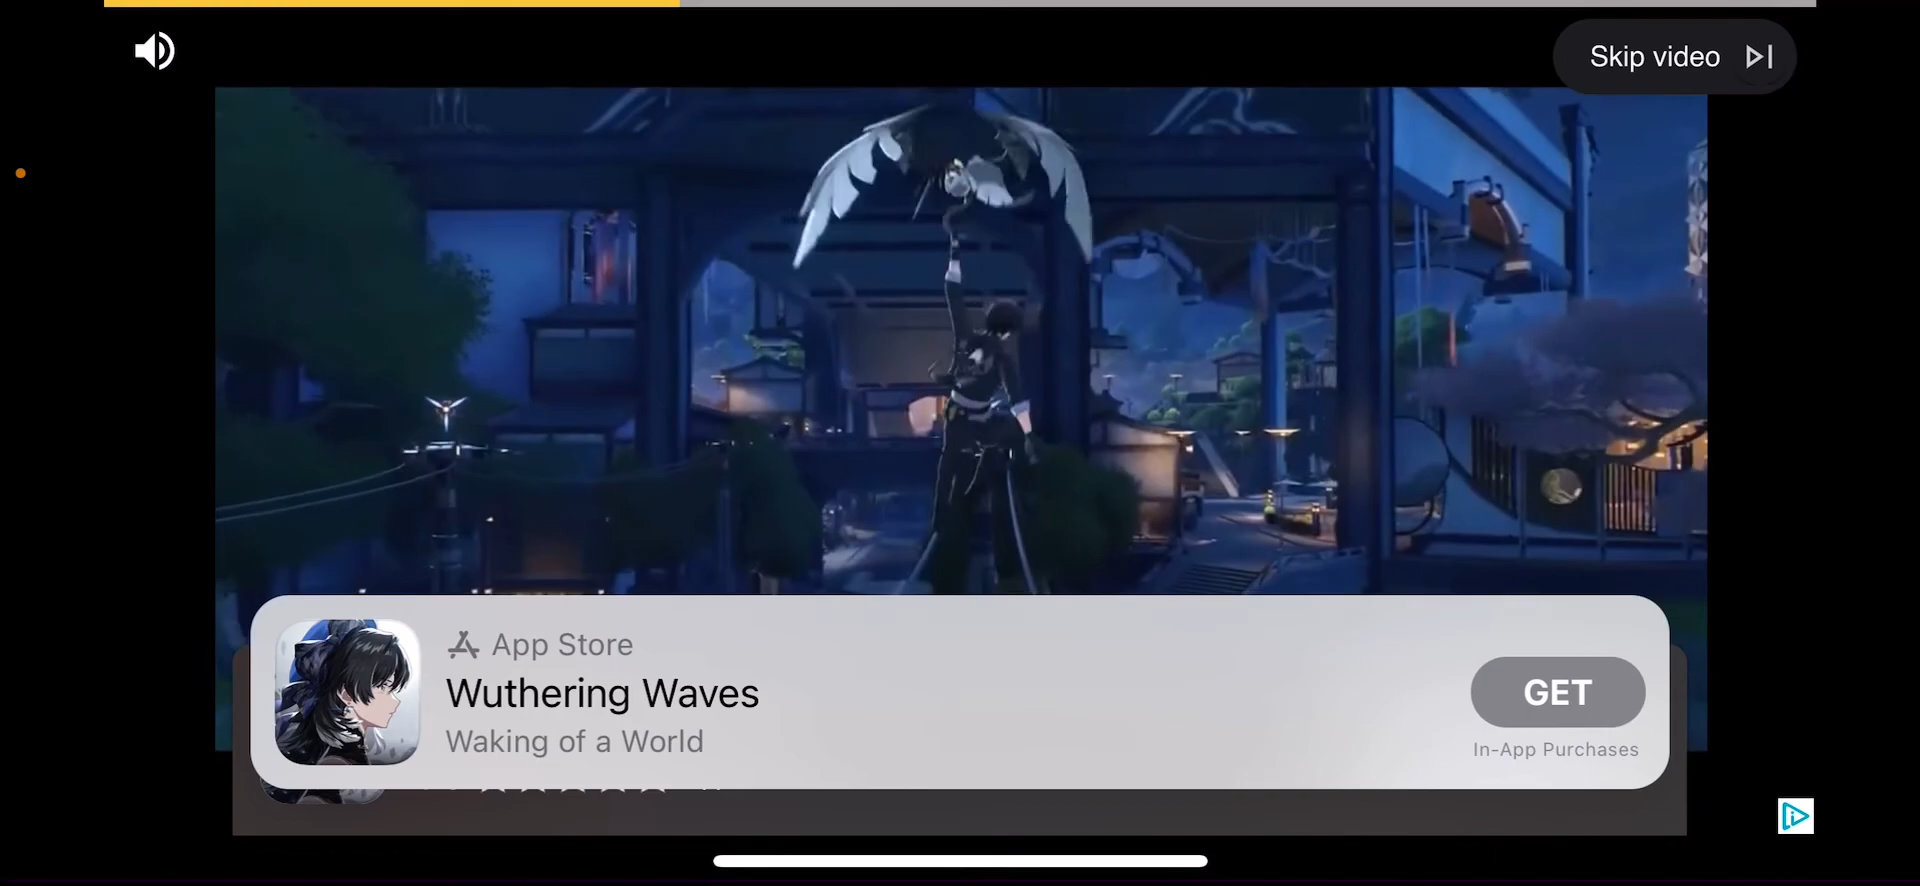 Skip video
App Store
Wuthering Waves
Waking of a World
GET
In-App Purchases